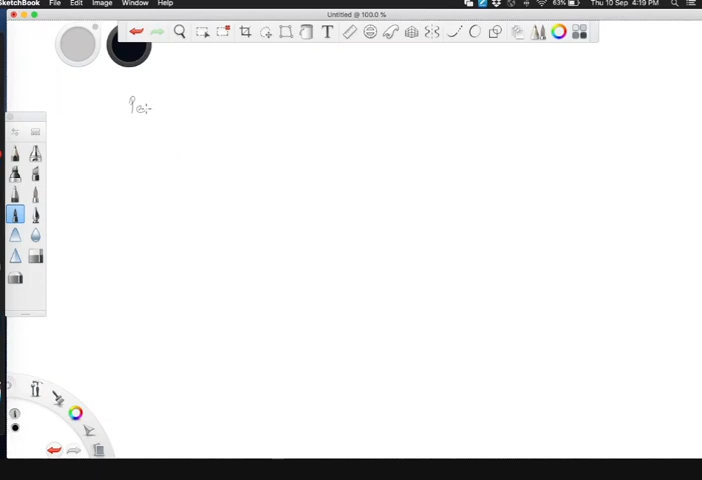 SketchBook File Edit Image Window Help 63% Thu 10 Sep 4:19 PM
Untitled @ 100.0 %
T